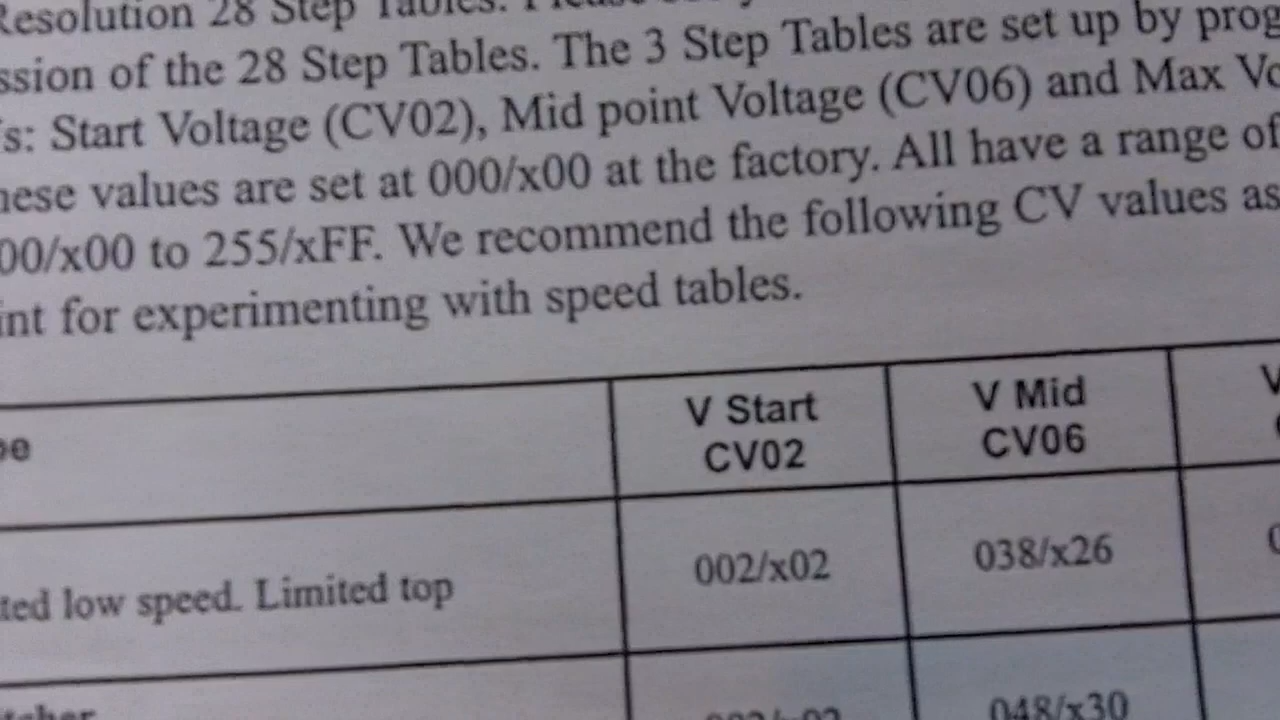 Resolution 28 Step Tables.
ssion of the 28 Step Tables. The 3 Step Tables are set up by prog
's: Start Voltage (CV02), Mid point Voltage (CV06) and Max Vo
hese values are set at 000/x00 at the factory. All have a range of
00/x00 to 255/xFF. We recommend the following CV values as
int for experimenting with speed tables.
pe
V Start
CV02
V Mid
CV06
V
ted low speed. Limited top
002/x02
038/x26
048/x30